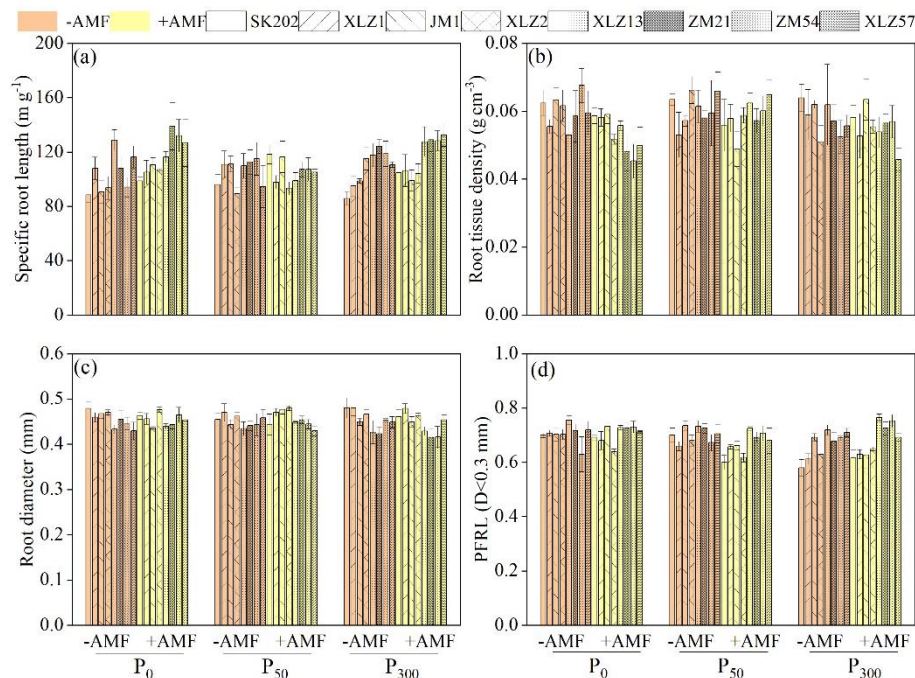 -AMF +AMF SK202 XLZ1 JM1 XLZ2 XLZ13 ZM21 ZM54 XLZ57
(a)
Specific root length (m g⁻¹)
200
160
120
80
40
0
(b)
Root tissue density (g cm⁻³)
0.08
0.06
0.04
0.02
0.00
(c)
Root diameter (mm)
0.6
0.5
0.4
0.3
0.2
0.1
0.0
-AMF +AMF -AMF +AMF -AMF +AMF
P₀ P₅₀ P₃₀₀
(d)
PFRL (D<0.3 mm)
1.0
0.8
0.6
0.4
0.2
0.0
-AMF +AMF -AMF +AMF -AMF +AMF
P₀ P₅₀ P₃₀₀